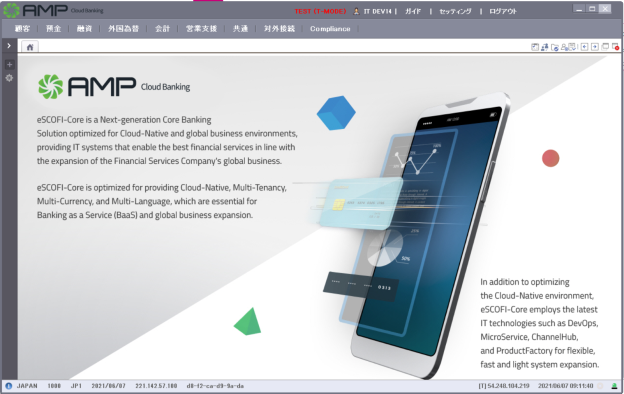 AMP Cloud Banking
TEST (T-MODE) IT DEV14 | ガイド | セッティング | ログアウト
顧客 預金 融資 外国為替 会計 営業支援 共通 対外接続 Compliance
AMP Cloud Banking
eSCOFI-Core is a Next-generation Core Banking
Solution optimized for Cloud-Native and global business environments,
providing IT systems that enable the best financial services in line with
the expansion of the Financial Services Company's global business.
eSCOFI-Core is optimized for providing Cloud-Native, Multi-Tenancy,
Multi-Currency, and Multi-Language, which are essential for
Banking as a Service (BaaS) and global business expansion.
50%
0315
In addition to optimizing
the Cloud-Native environment,
eSCOFI-Core employs the latest
IT technologies such as DevOps,
MicroService, ChannelHub,
and ProductFactory for flexible,
fast and light system expansion.
JAPAN 1000 JP1 2021/06/07 221.142.57.180 d0-f2-ca-d9-9a-da [T] 54.248.104.219 2021/06/07 09:11:40